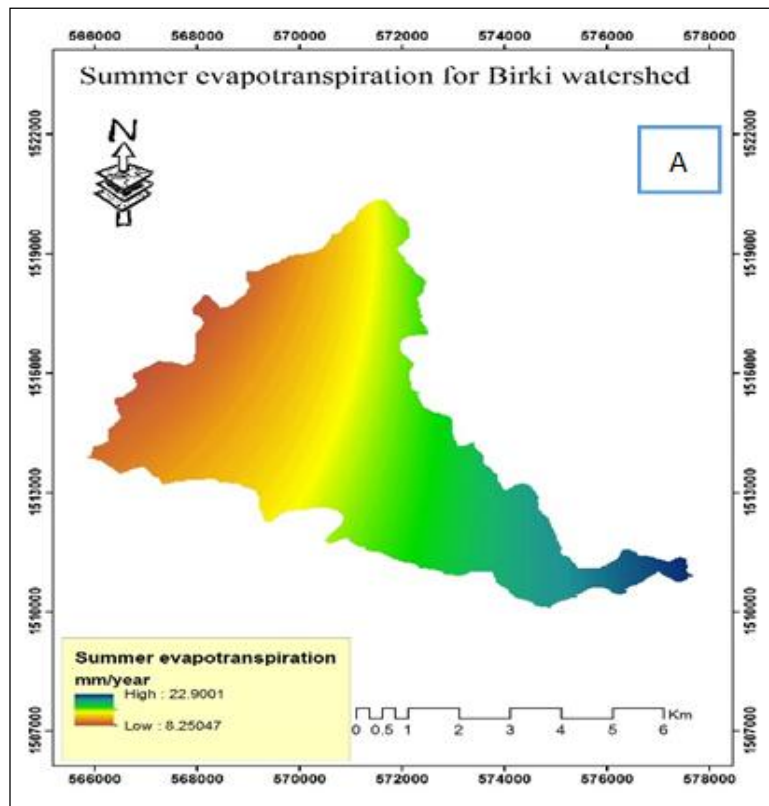 566000 568000 570000 572000 574000 576000 578000
Summer evapotranspiration for Birki watershed
N
A
1522000 1522000
1519000 1519000
1516000 1516000
1513000 1513000
1510000 1510000
1507000 1507000
Summer evapotranspiration
mm/year
High : 22.9001
Low : 8.25047
Km
0 0.5 1 2 3 4 5 6
566000 568000 570000 572000 574000 576000 578000